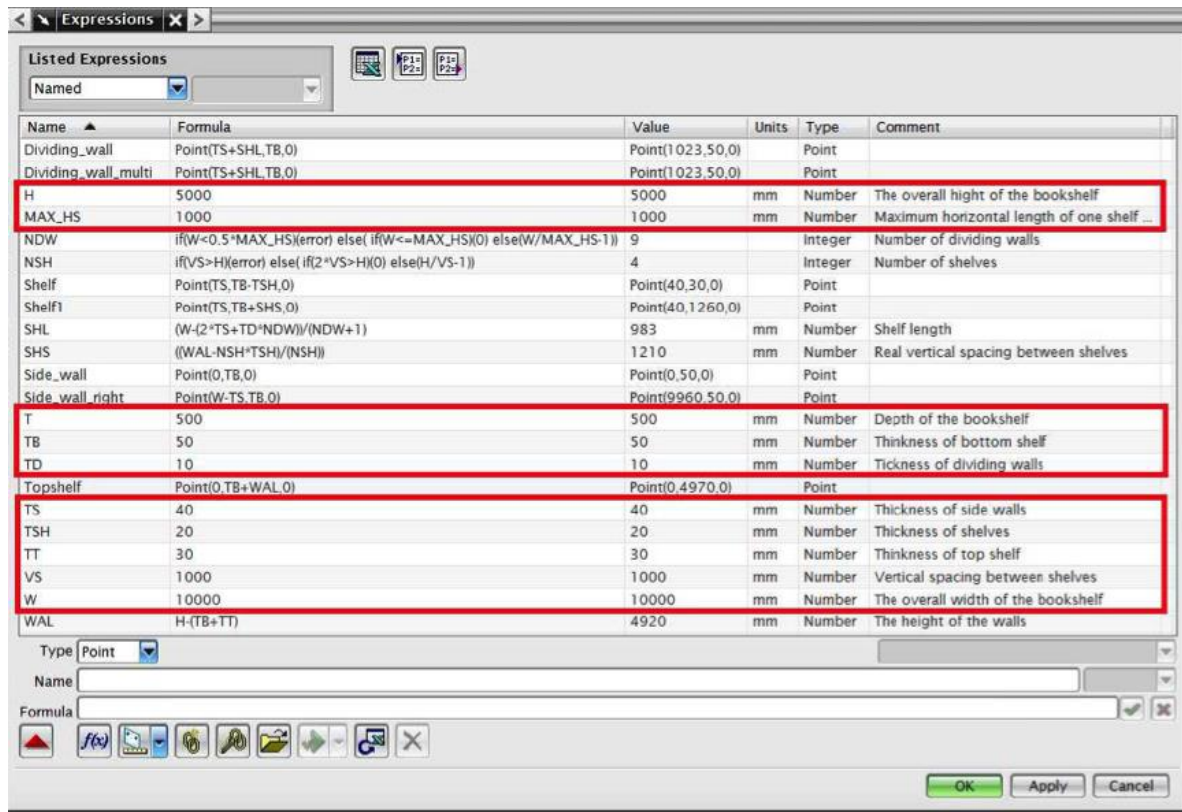 Expressions
Listed Expressions
P1= P2= P1= P2=
Named
Name Formula Value Units Type Comment
Dividing_wall Point(TS+SHL,TB,0) Point(1023,50,0) Point
Dividing_wall_multi Point(TS+SHL,TB,0) Point(1023,50,0) Point
H 5000 5000 mm Number The overall hight of the bookshelf
MAX_HS 1000 1000 mm Number Maximum horizontal length of one shelf ...
NDW if(W<0.5*MAX_HS)(error) else( if(W<=MAX_HS)(0) else(W/MAX_HS-1)) 9 Integer Number of dividing walls
NSH if(VS>H)(error) else( if(2*VS>H)(0) else(H/VS-1)) 4 Integer Number of shelves
Shelf Point(TS,TB-TSH,0) Point(40,30,0) Point
Shelf1 Point(TS,TB+SHS,0) Point(40,1260,0) Point
SHL (W-(2*TS+TD*NDW))/(NDW+1) 983 mm Number Shelf length
SHS ((WAL-NSH*TSH)/(NSH)) 1210 mm Number Real vertical spacing between shelves
Side_wall Point(0,TB,0) Point(0,50,0) Point
Side_wall_right Point(W-TS,TB,0) Point(9960,50,0) Point
T 500 500 mm Number Depth of the bookshelf
TB 50 50 mm Number Thinkness of bottom shelf
TD 10 10 mm Number Tickness of dividing walls
Topshelf Point(0,TB+WAL,0) Point(0,4970,0) Point
TS 40 40 mm Number Thickness of side walls
TSH 20 20 mm Number Thickness of shelves
TT 30 30 mm Number Thinkness of top shelf
VS 1000 1000 mm Number Vertical spacing between shelves
W 10000 10000 mm Number The overall width of the bookshelf
WAL H-(TB+TT) 4920 mm Number The height of the walls
Type Point
Name
Formula
f(x)
OK Apply Cancel